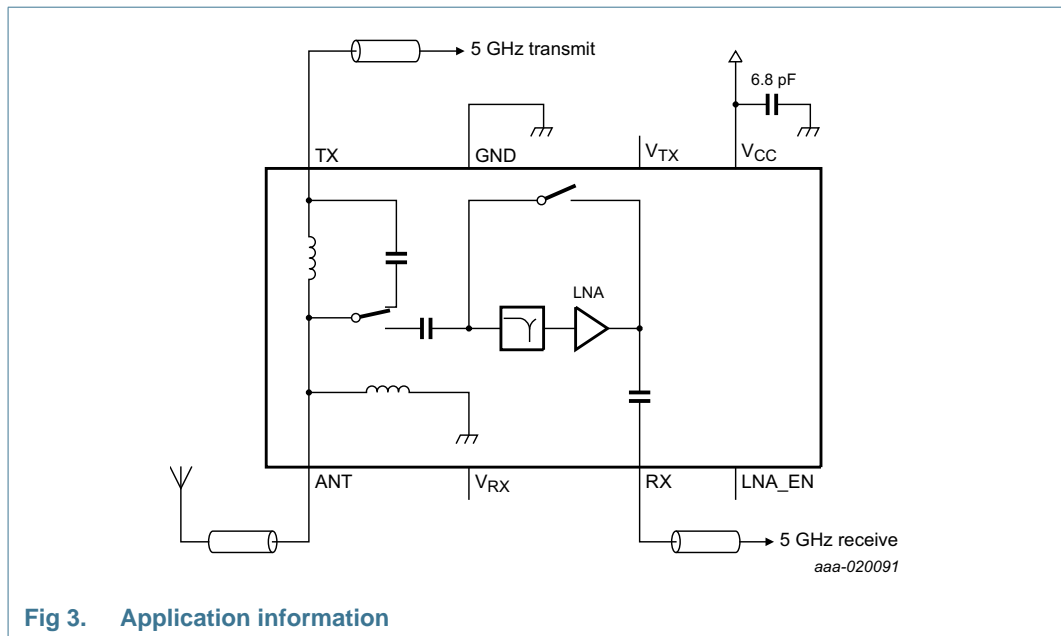 5 GHz transmit
6.8 pF
TX
GND
VTX
VCC
LNA
ANT
VRX
RX
LNA_EN
5 GHz receive
aaa-020091
Fig 3. Application information